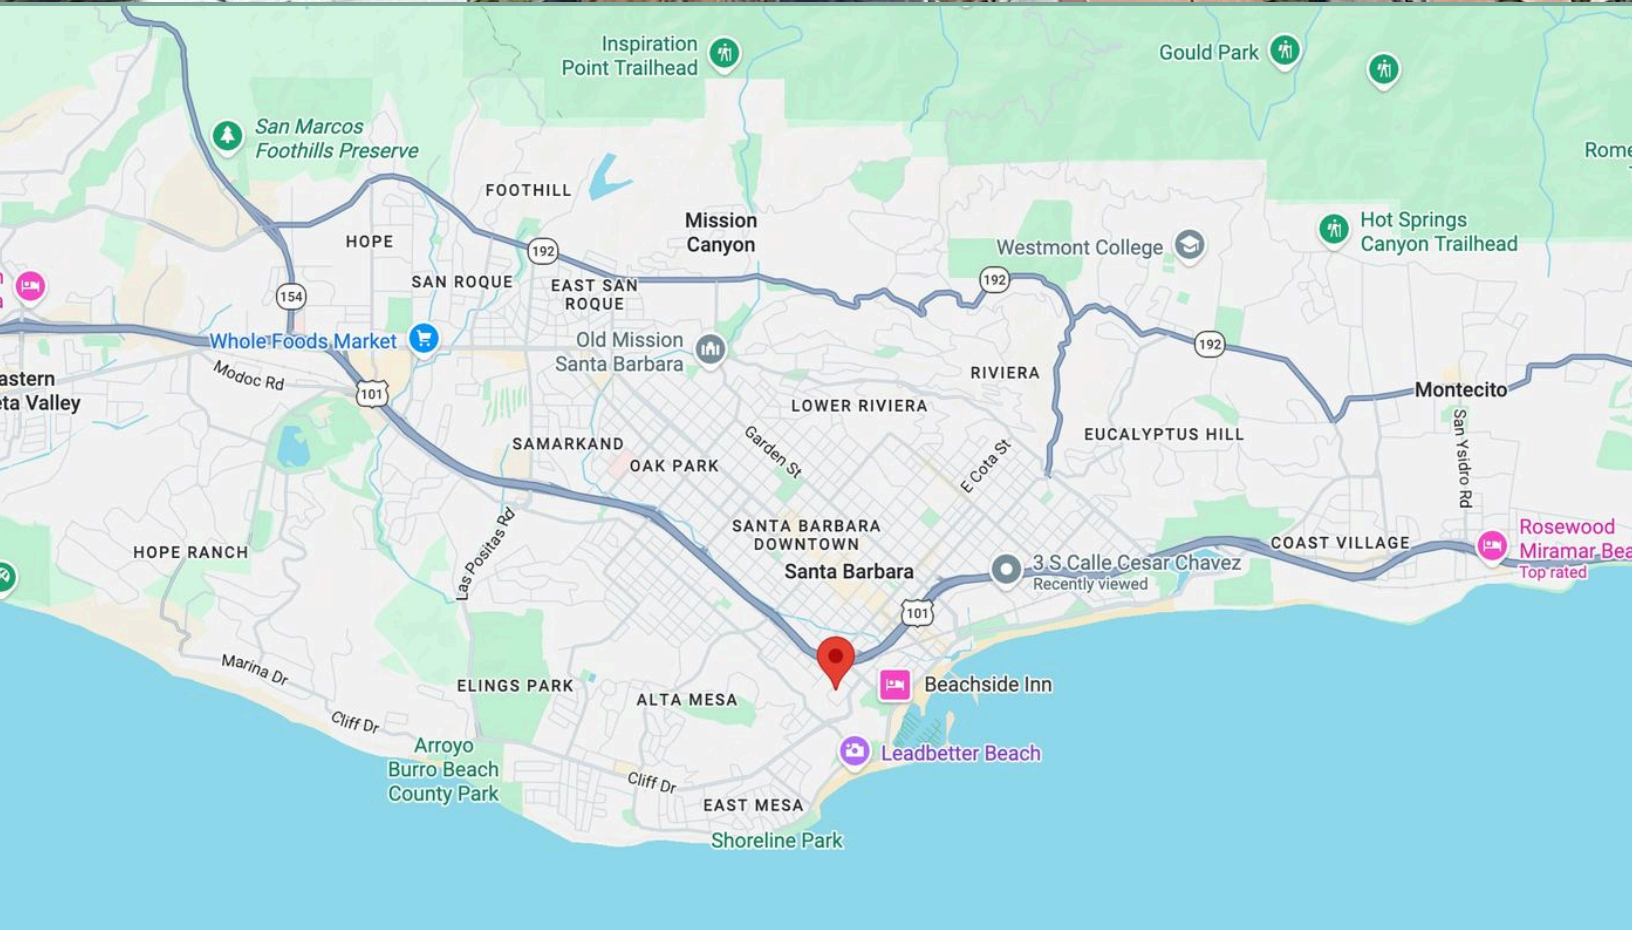 Inspiration
Point Trailhead
Gould Park
San Marcos
Foothills Preserve
Rome
FOOTHILL
Mission
Canyon
Hot Springs
Canyon Trailhead
HOPE
192
Westmont College
SAN ROQUE
EAST SAN
ROQUE
192
154
Whole Foods Market
Old Mission
Santa Barbara
192
Modoc Rd
RIVIERA
astern
eta Valley
101
Montecito
LOWER RIVIERA
SAMARKAND
Garden St
EUCALYPTUS HILL
San Ysidro Rd
OAK PARK
E Cota St
SANTA BARBARA
DOWNTOWN
HOPE RANCH
Las Positas Rd
COAST VILLAGE
Rosewood
Miramar Bea
Top rated
Santa Barbara
3 S Calle Cesar Chavez
Recently viewed
101
Marina Dr
ELINGS PARK
ALTA MESA
Beachside Inn
Cliff Dr
Arroyo
Burro Beach
County Park
Leadbetter Beach
Cliff Dr
EAST MESA
Shoreline Park